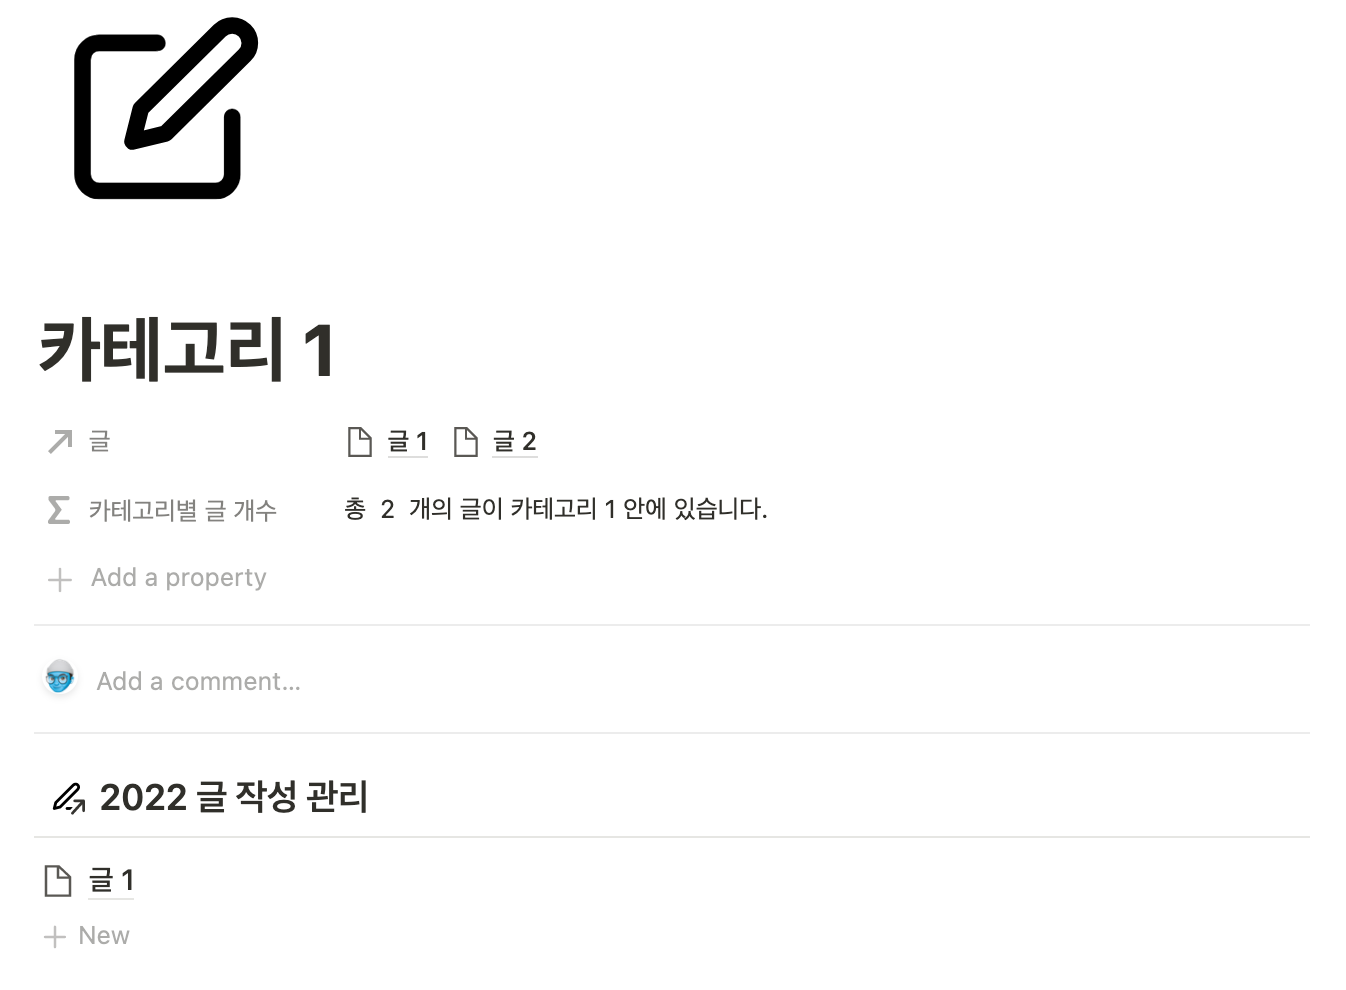 카테고리 1
글 글 1 글 2
카테고리별 글 개수 총 2 개의 글이 카테고리 1 안에 있습니다.
Add a property
Add a comment...
2022 글 작성 관리
글 1
New